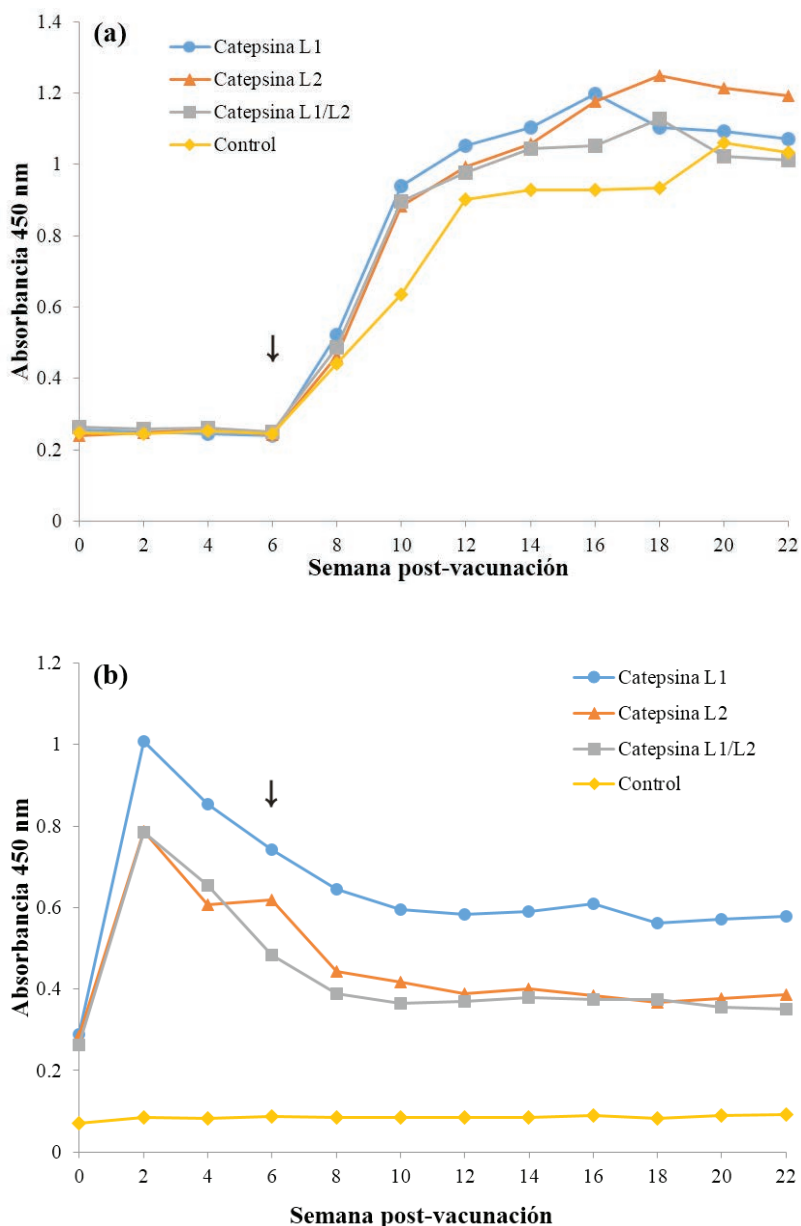 (a)
Catepsina L1
Catepsina L2
Catepsina L1/L2
Control
Absorbancia 450 nm
1.4
1.2
1
0.8
0.6
0.4
0.2
0
↓
0 2 4 6 8 10 12 14 16 18 20 22
Semana post-vacunación
(b)
Catepsina L1
Catepsina L2
Catepsina L1/L2
Control
Absorbancia 450 nm
1.2
1
0.8
0.6
0.4
0.2
0
↓
0 2 4 6 8 10 12 14 16 18 20 22
Semana post-vacunación